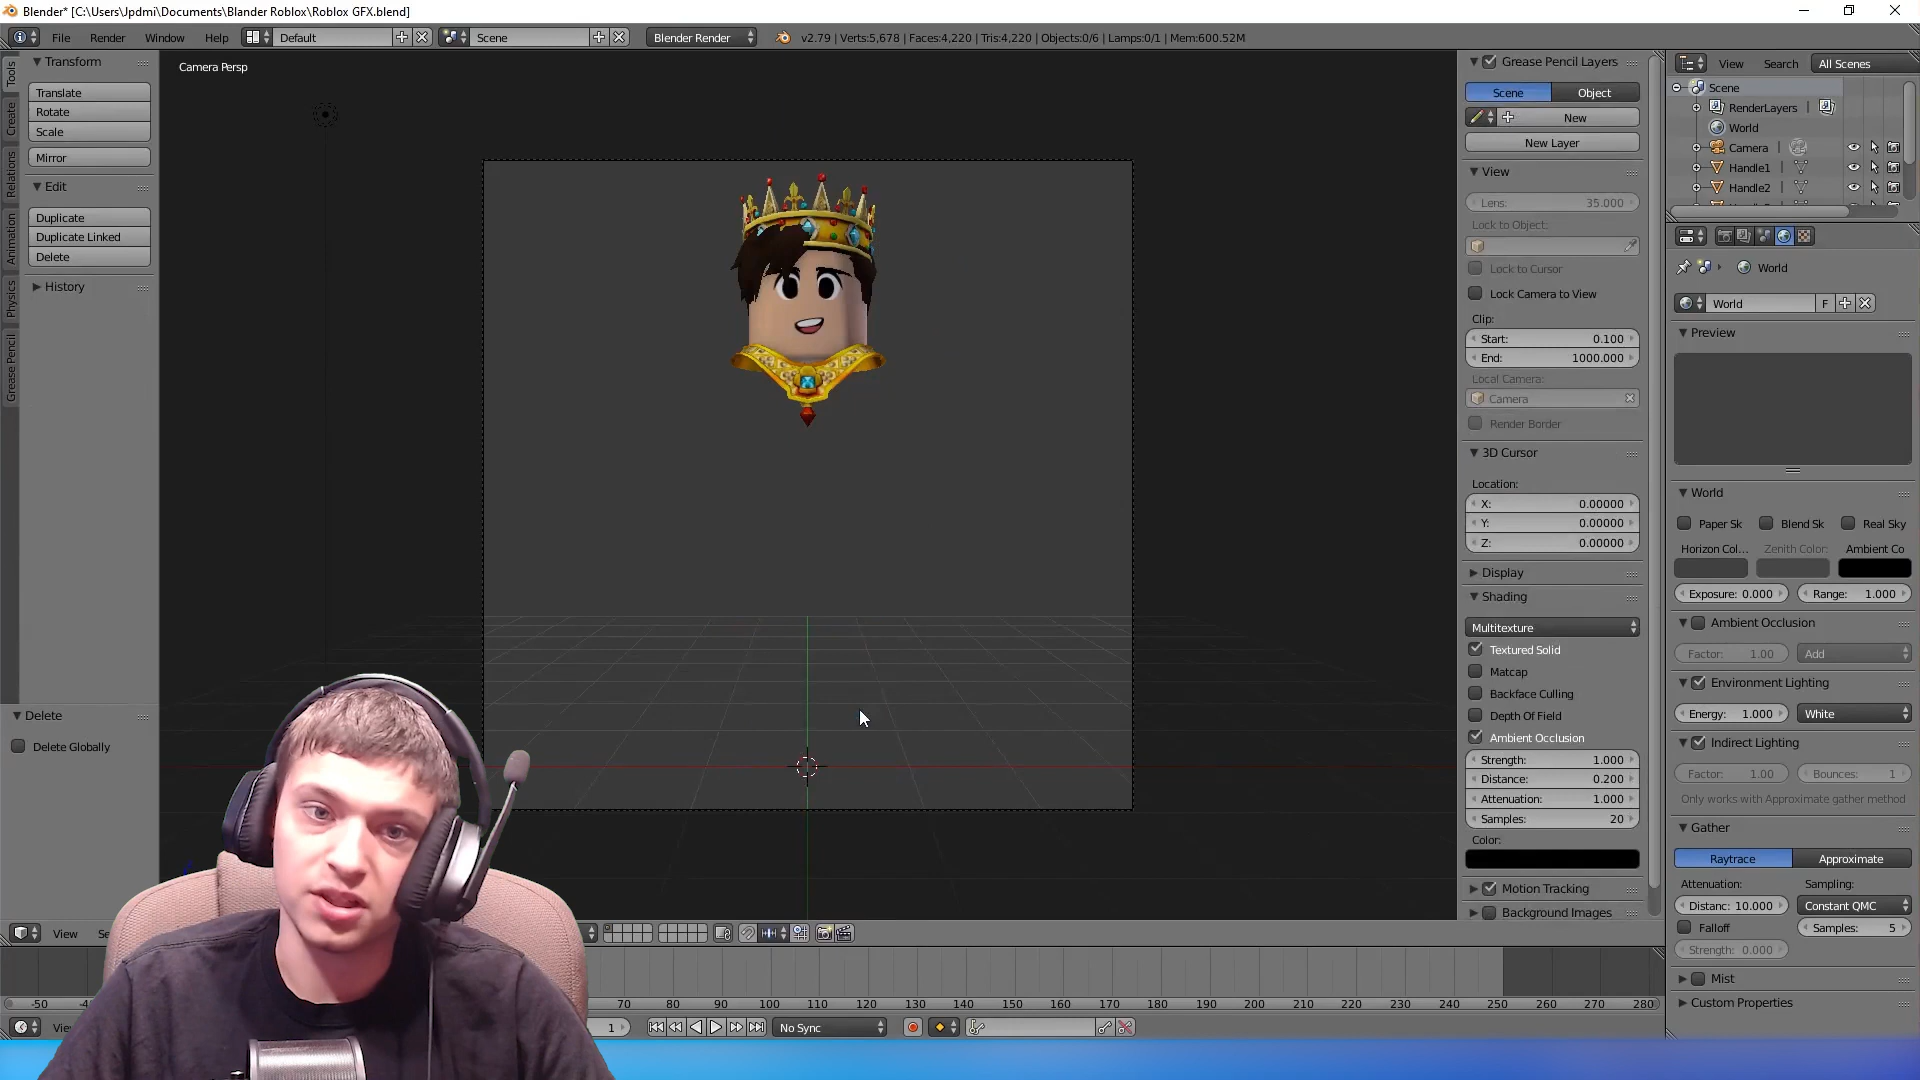 Blender* [C:\Users\Jpdmi\Documents\Blander Roblox\Roblox GFX.blend]
File Render Window Help Default Scene Blender Render v2.79 | Verts:5,678 | Faces:4,220 | Tris:4,220 | Objects:0/6 | Lamps:0/1 | Mem:600.52M
Tools
Create
Relations
Animation
Physics
Grease Pencil
Transform
Translate
Rotate
Scale
Mirror
Edit
Duplicate
Duplicate Linked
Delete
History
Delete
Delete Globally
Camera Persp
Grease Pencil Layers
Scene Object
New
New Layer
View
Lens: 35.000
Lock to Object:
Lock to Cursor
Lock Camera to View
Clip:
Start: 0.100
End: 1000.000
Local Camera:
Camera
Render Border
3D Cursor
Location:
X: 0.00000
Y: 0.00000
Z: 0.00000
Display
Shading
Multitexture
Textured Solid
Matcap
Backface Culling
Depth Of Field
Ambient Occlusion
Strength: 1.000
Distance: 0.200
Attenuation: 1.000
Samples: 20
Color:
Motion Tracking
Background Images
View Search All Scenes
Scene
RenderLayers
World
Camera
Handle1
Handle2
World
World F
Preview
World
Paper Sk Blend Sk Real Sky
Horizon Col... Zenith Color: Ambient Co
Exposure: 0.000 Range: 1.000
Ambient Occlusion
Factor: 1.00 Add
Environment Lighting
Energy: 1.000 White
Indirect Lighting
Factor: 1.00 Bounces: 1
Only works with Approximate gather method
Gather
Raytrace Approximate
Attenuation: Sampling:
Distanc: 10.000 Constant QMC
Falloff Samples: 5
Strength: 0.000
Mist
Custom Properties
View
-50 70 80 90 100 110 120 130 140 150 160 170 180 190 200 210 220 230 240 250 260 270 280
1 No Sync